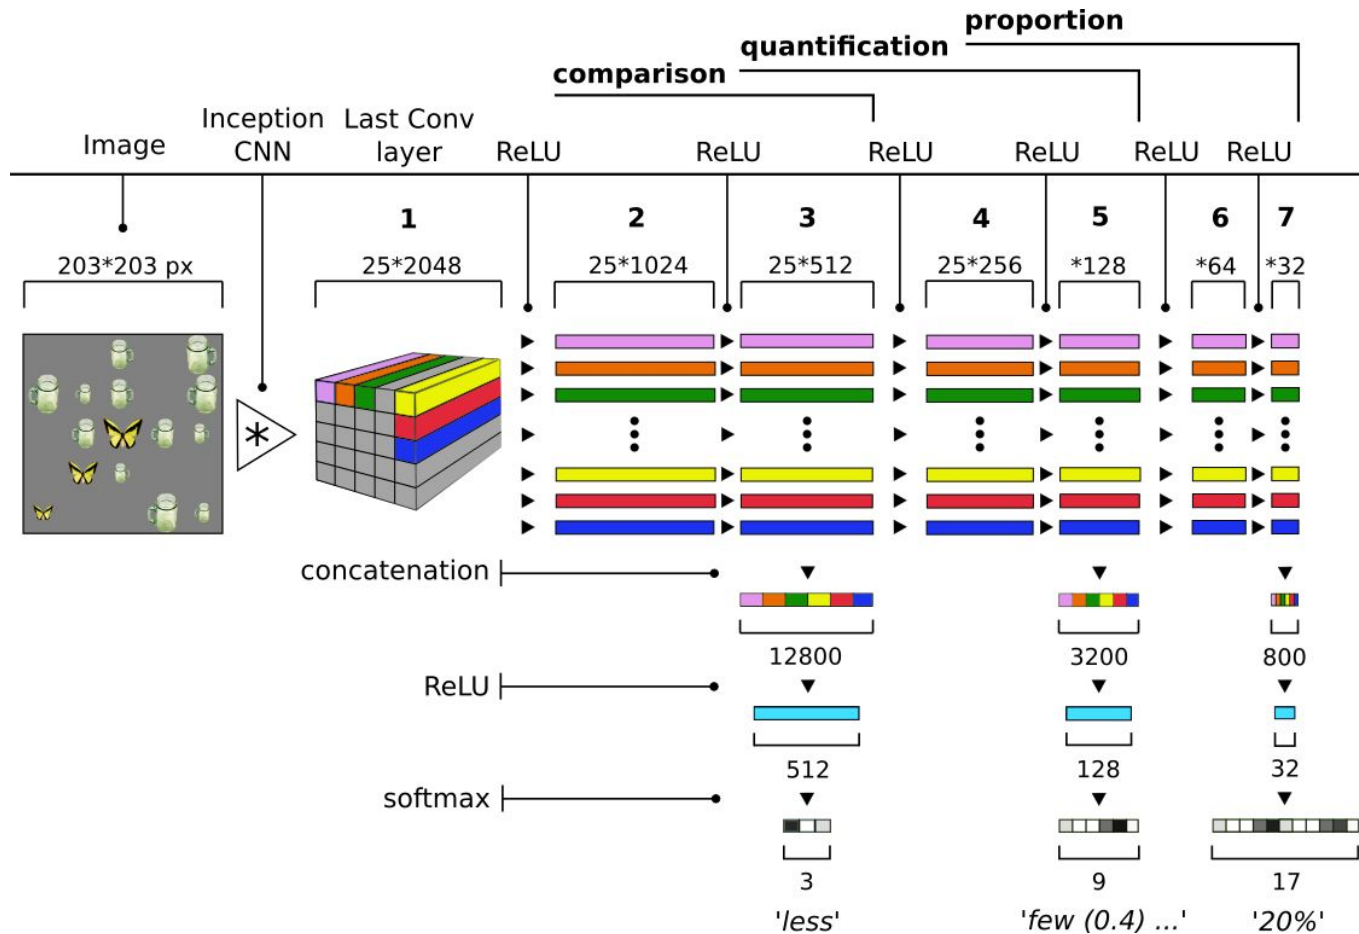 proportion
quantification
comparison
Image
Inception
CNN
Last Conv
layer
ReLU
ReLU
ReLU
ReLU
ReLU
ReLU
1
2
3
4
5
6
7
203*203 px
25*2048
25*1024
25*512
25*256
*128
*64
*32
*
concatenation
12800
3200
800
ReLU
512
128
32
softmax
3
9
17
'less'
'few (0.4) ...'
'20%'